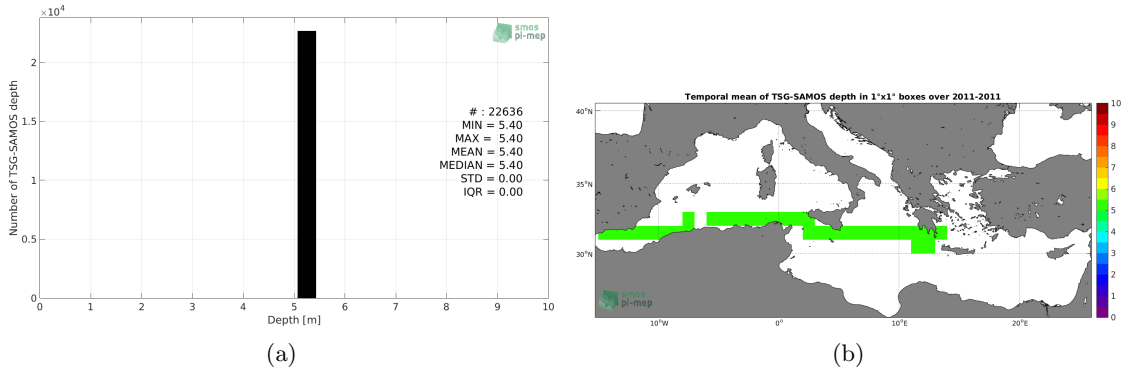 ×10⁴
smos
pi-mep
2
1.5
1
0.5
0
# : 22636
MIN = 5.40
MAX = 5.40
MEAN = 5.40
MEDIAN = 5.40
STD = 0.00
IQR = 0.00
Number of TSG-SAMOS depth
1 2 3 4 5 6 7 8 9 10
0
Depth [m]
(a)
Temporal mean of TSG-SAMOS depth in 1°x1° boxes over 2011-2011
40°N
35°N
30°N
10°W 0° 10°E 20°E
smos
pi-mep
10
9
8
7
6
5
4
3
2
1
0
(b)